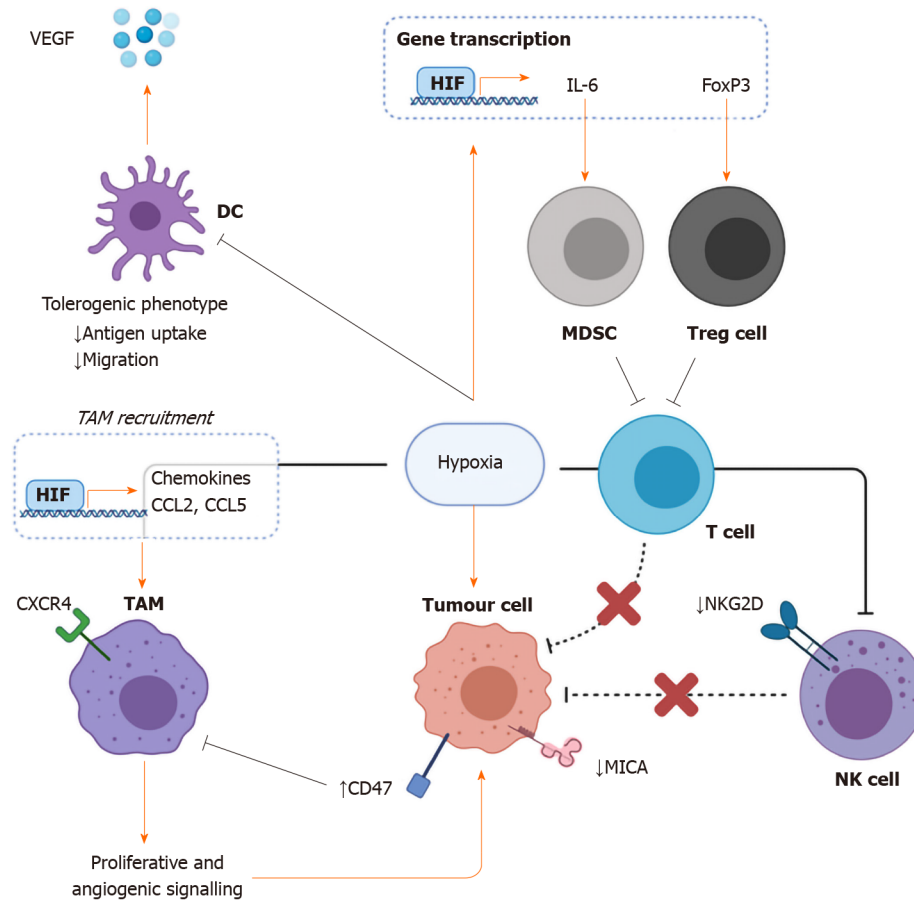 VEGF
Gene transcription
HIF
IL-6
FoxP3
DC
Tolerogenic phenotype
↓Antigen uptake
↓Migration
MDSC
Treg cell
TAM recruitment
HIF
Chemokines
CCL2, CCL5
Hypoxia
T cell
CXCR4
TAM
Tumour cell
↓NKG2D
↑CD47
↓MICA
NK cell
Proliferative and
angiogenic signalling